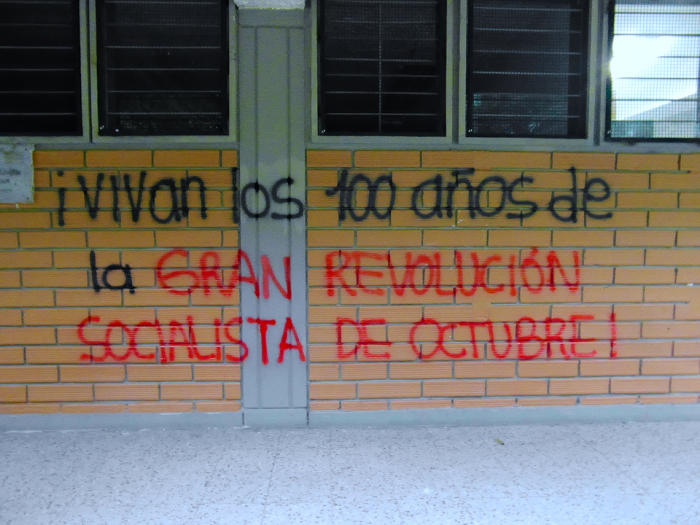 ¡VIVan los 100 años de
la GRAN REVOLUCIÓN
SOCIALISTA DE OCTUBRE!